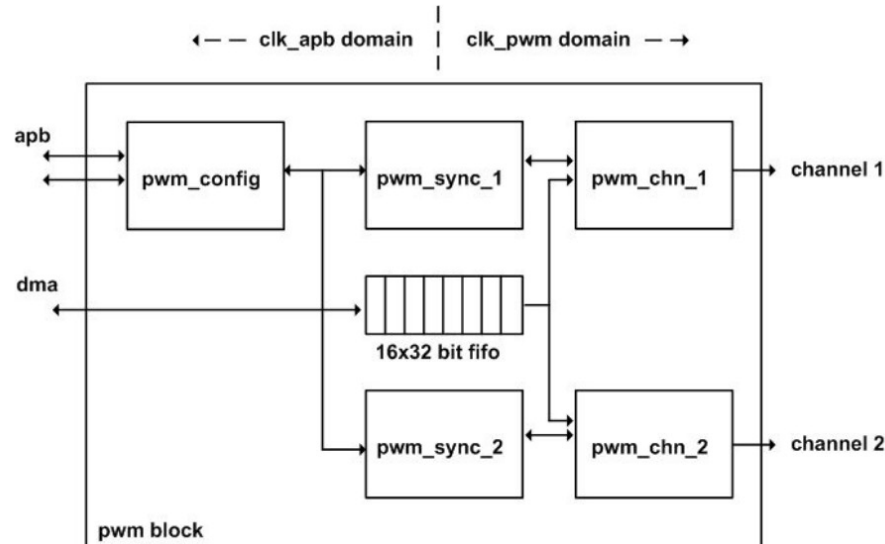 clk_apb domain
clk_pwm domain
apb
pwm_config
pwm_sync_1
pwm_chn_1
channel 1
dma
16x32 bit fifo
pwm_sync_2
pwm_chn_2
channel 2
pwm block